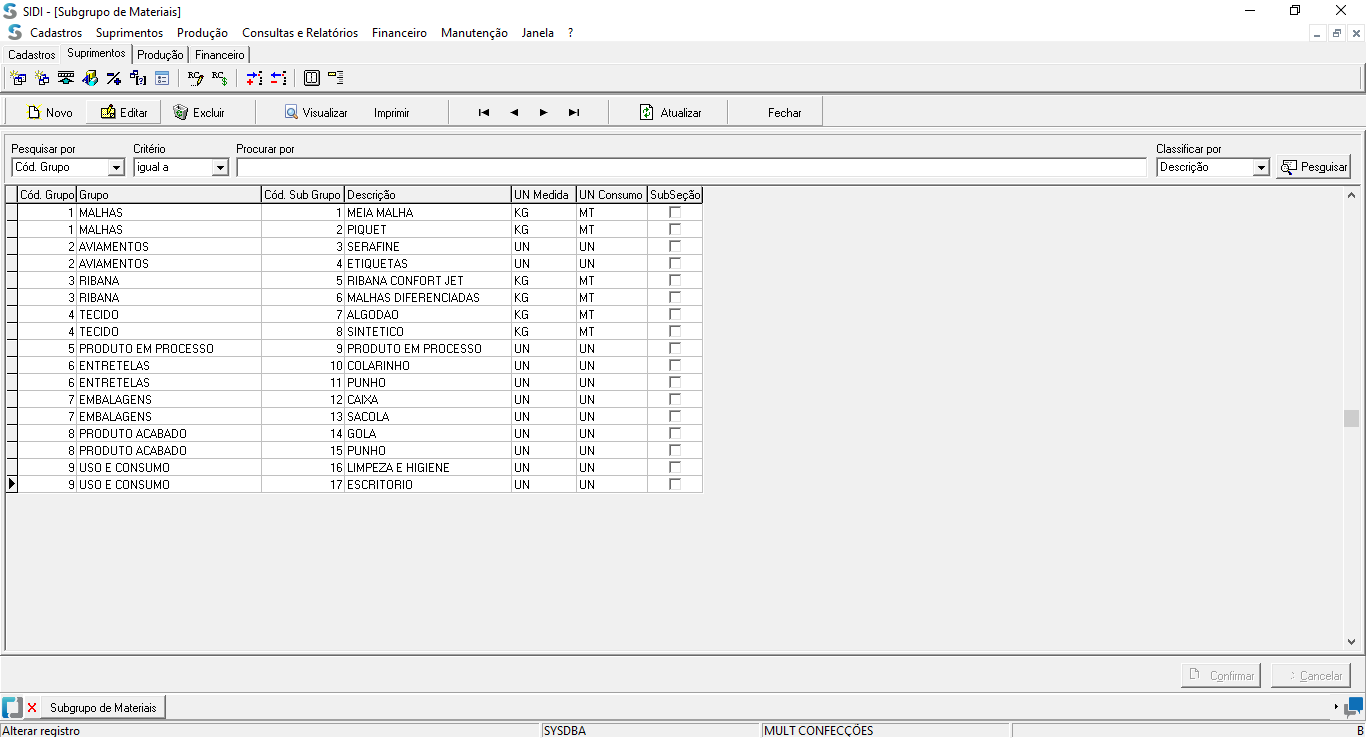 SIDI - [Subgrupo de Materiais]
Cadastros Suprimentos Produção Consultas e Relatórios Financeiro Manutenção Janela ?
Cadastros Suprimentos Produção Financeiro
Novo Editar Excluir Visualizar Imprimir Atualizar Fechar
Pesquisar por Critério Procurar por Classificar por
Cód. Grupo igual a Descrição Pesquisar
Cód. Grupo Grupo Cód. Sub Grupo Descrição UN Medida UN Consumo SubSeção
1 MALHAS 1 MEIA MALHA KG MT
1 MALHAS 2 PIQUET KG MT
2 AVIAMENTOS 3 SERAFINE UN UN
2 AVIAMENTOS 4 ETIQUETAS UN UN
3 RIBANA 5 RIBANA CONFORT JET KG MT
3 RIBANA 6 MALHAS DIFERENCIADAS KG MT
4 TECIDO 7 ALGODAO KG MT
4 TECIDO 8 SINTETICO KG MT
5 PRODUTO EM PROCESSO 9 PRODUTO EM PROCESSO UN UN
6 ENTRETELAS 10 COLARINHO UN UN
6 ENTRETELAS 11 PUNHO UN UN
7 EMBALAGENS 12 CAIXA UN UN
7 EMBALAGENS 13 SACOLA UN UN
8 PRODUTO ACABADO 14 GOLA UN UN
8 PRODUTO ACABADO 15 PUNHO UN UN
9 USO E CONSUMO 16 LIMPEZA E HIGIENE UN UN
9 USO E CONSUMO 17 ESCRITORIO UN UN
Confirmar Cancelar
Subgrupo de Materiais
Alterar registro SYSDBA MULT CONFECÇÕES B